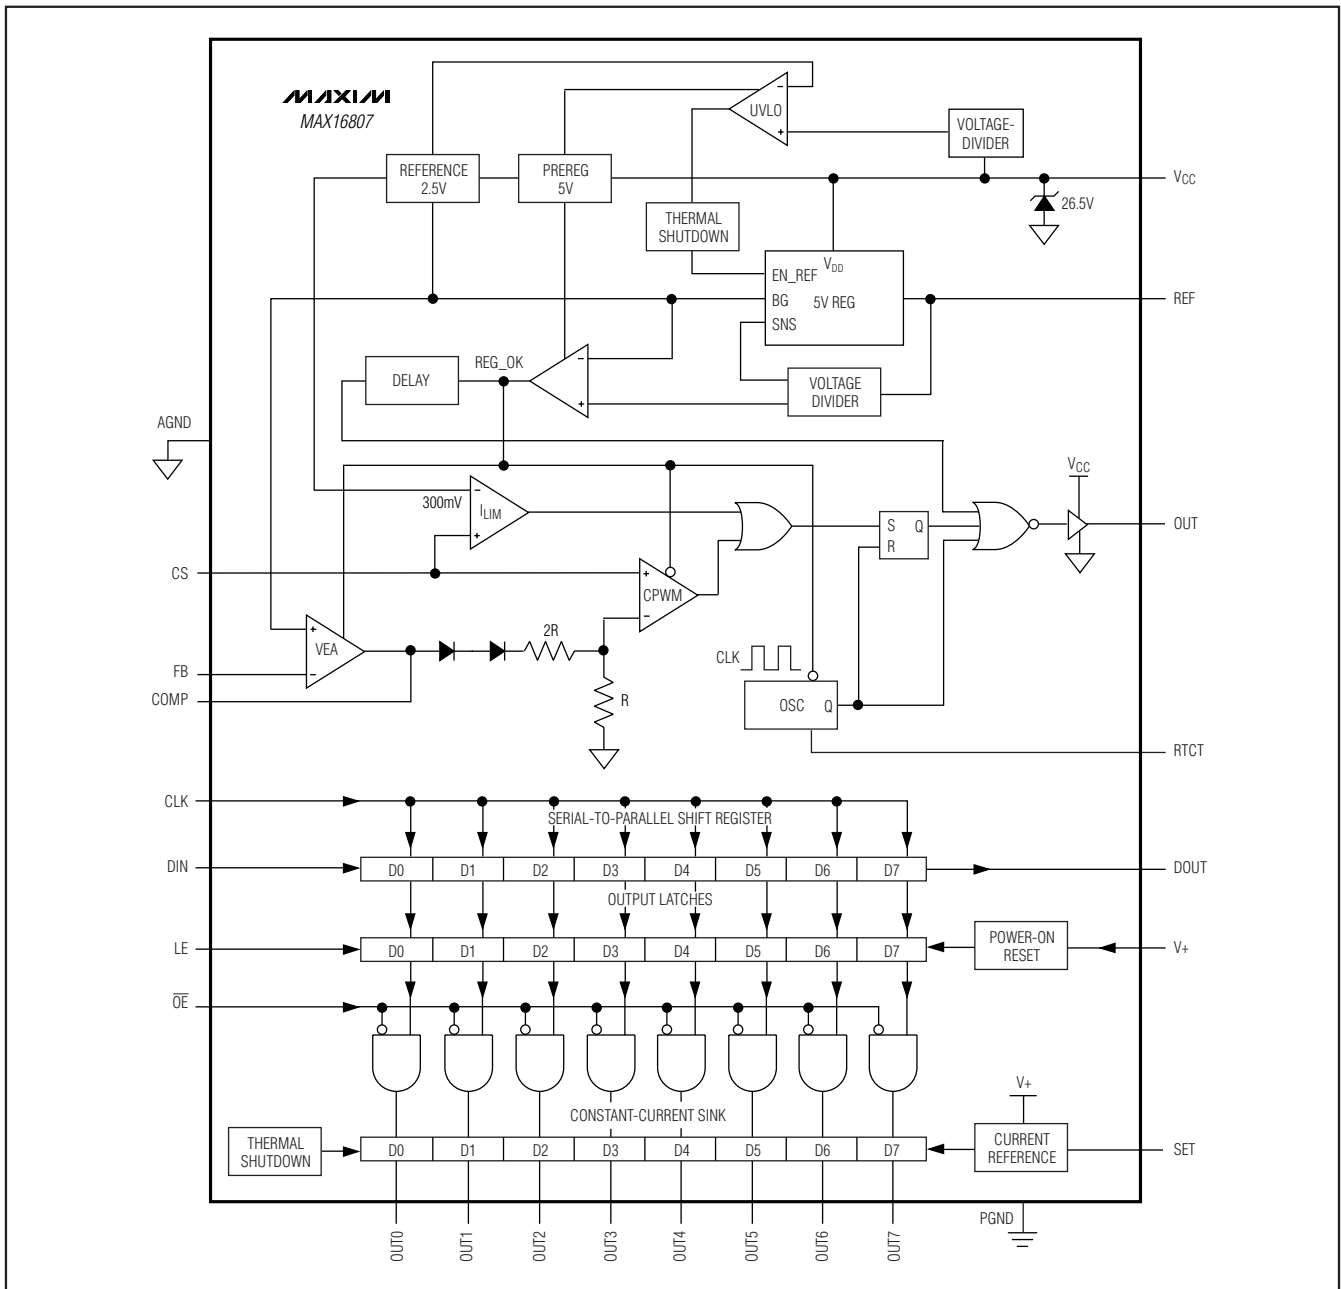 MAXIM
MAX16807
UVLO
−
+
VOLTAGE-
DIVIDER
REFERENCE
2.5V
PREREG
5V
VCC
26.5V
THERMAL
SHUTDOWN
VDD
EN_REF
BG
5V REG
SNS
REF
REG_OK
DELAY
−
+
VOLTAGE
DIVIDER
AGND
VCC
300mV
−
ILIM
+
S Q
R
OUT
CS
+
CPWM
−
+
VEA
−
2R
FB
COMP
R
CLK
OSC Q
RTCT
CLK
SERIAL-TO-PARALLEL SHIFT REGISTER
DIN
D0 D1 D2 D3 D4 D5 D6 D7
DOUT
OUTPUT LATCHES
LE
D0 D1 D2 D3 D4 D5 D6 D7
POWER-ON
RESET
V+
OE
V+
CONSTANT-CURRENT SINK
THERMAL
SHUTDOWN
D0 D1 D2 D3 D4 D5 D6 D7
CURRENT
REFERENCE
SET
PGND
OUT0 OUT1 OUT2 OUT3 OUT4 OUT5 OUT6 OUT7